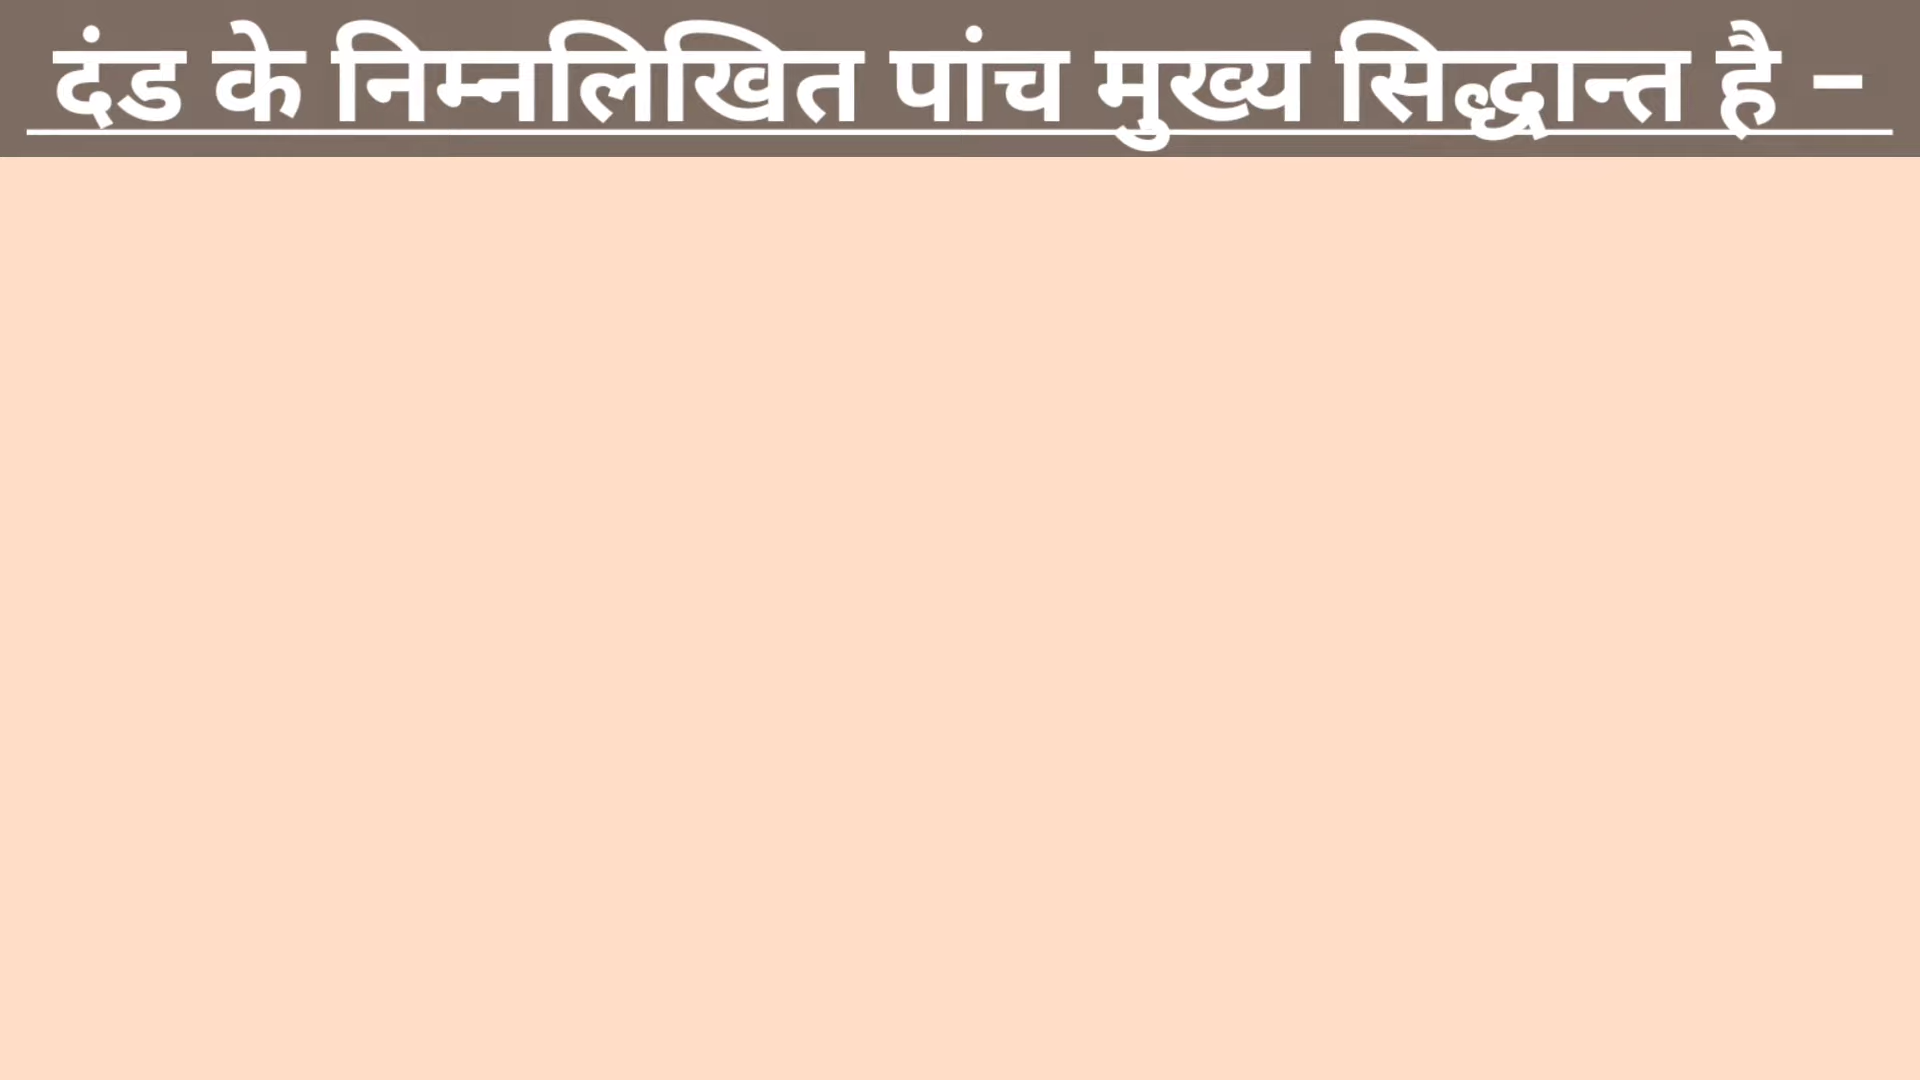 दंड के निम्नलिखित पांच मुख्य सिद्धान्त है –